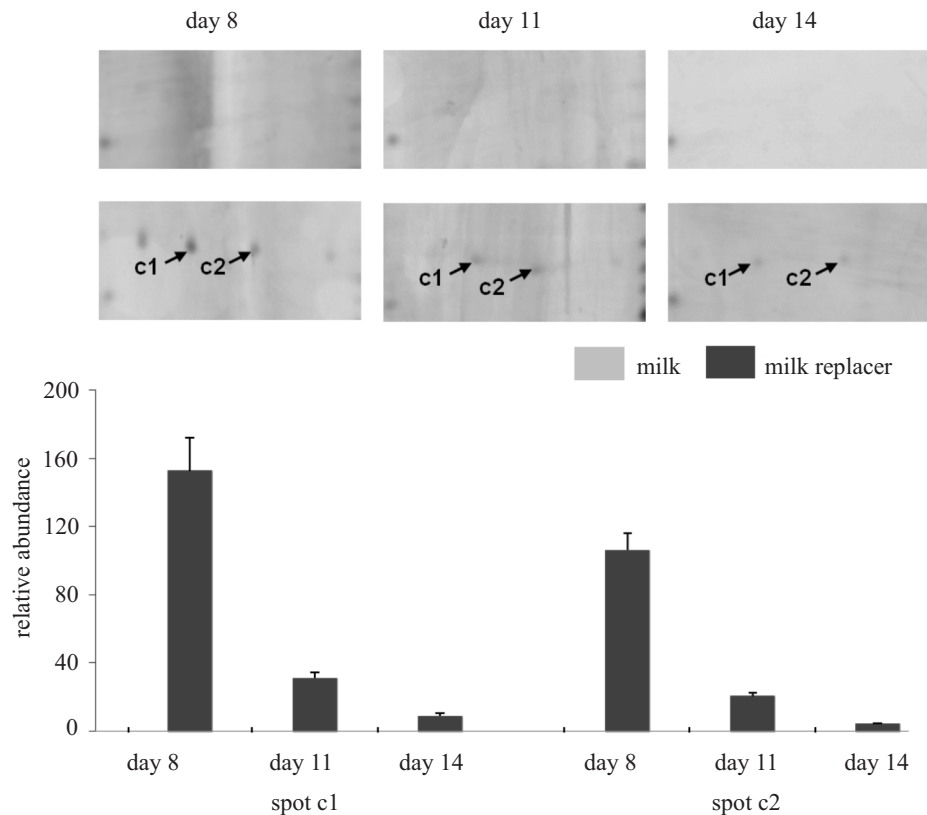 day 8 day 11 day 14
c1 c2 c1 c2 c1 c2
milk milk replacer
relative abundance
200
160
120
80
40
0
day 8 day 11 day 14 day 8 day 11 day 14
spot c1 spot c2